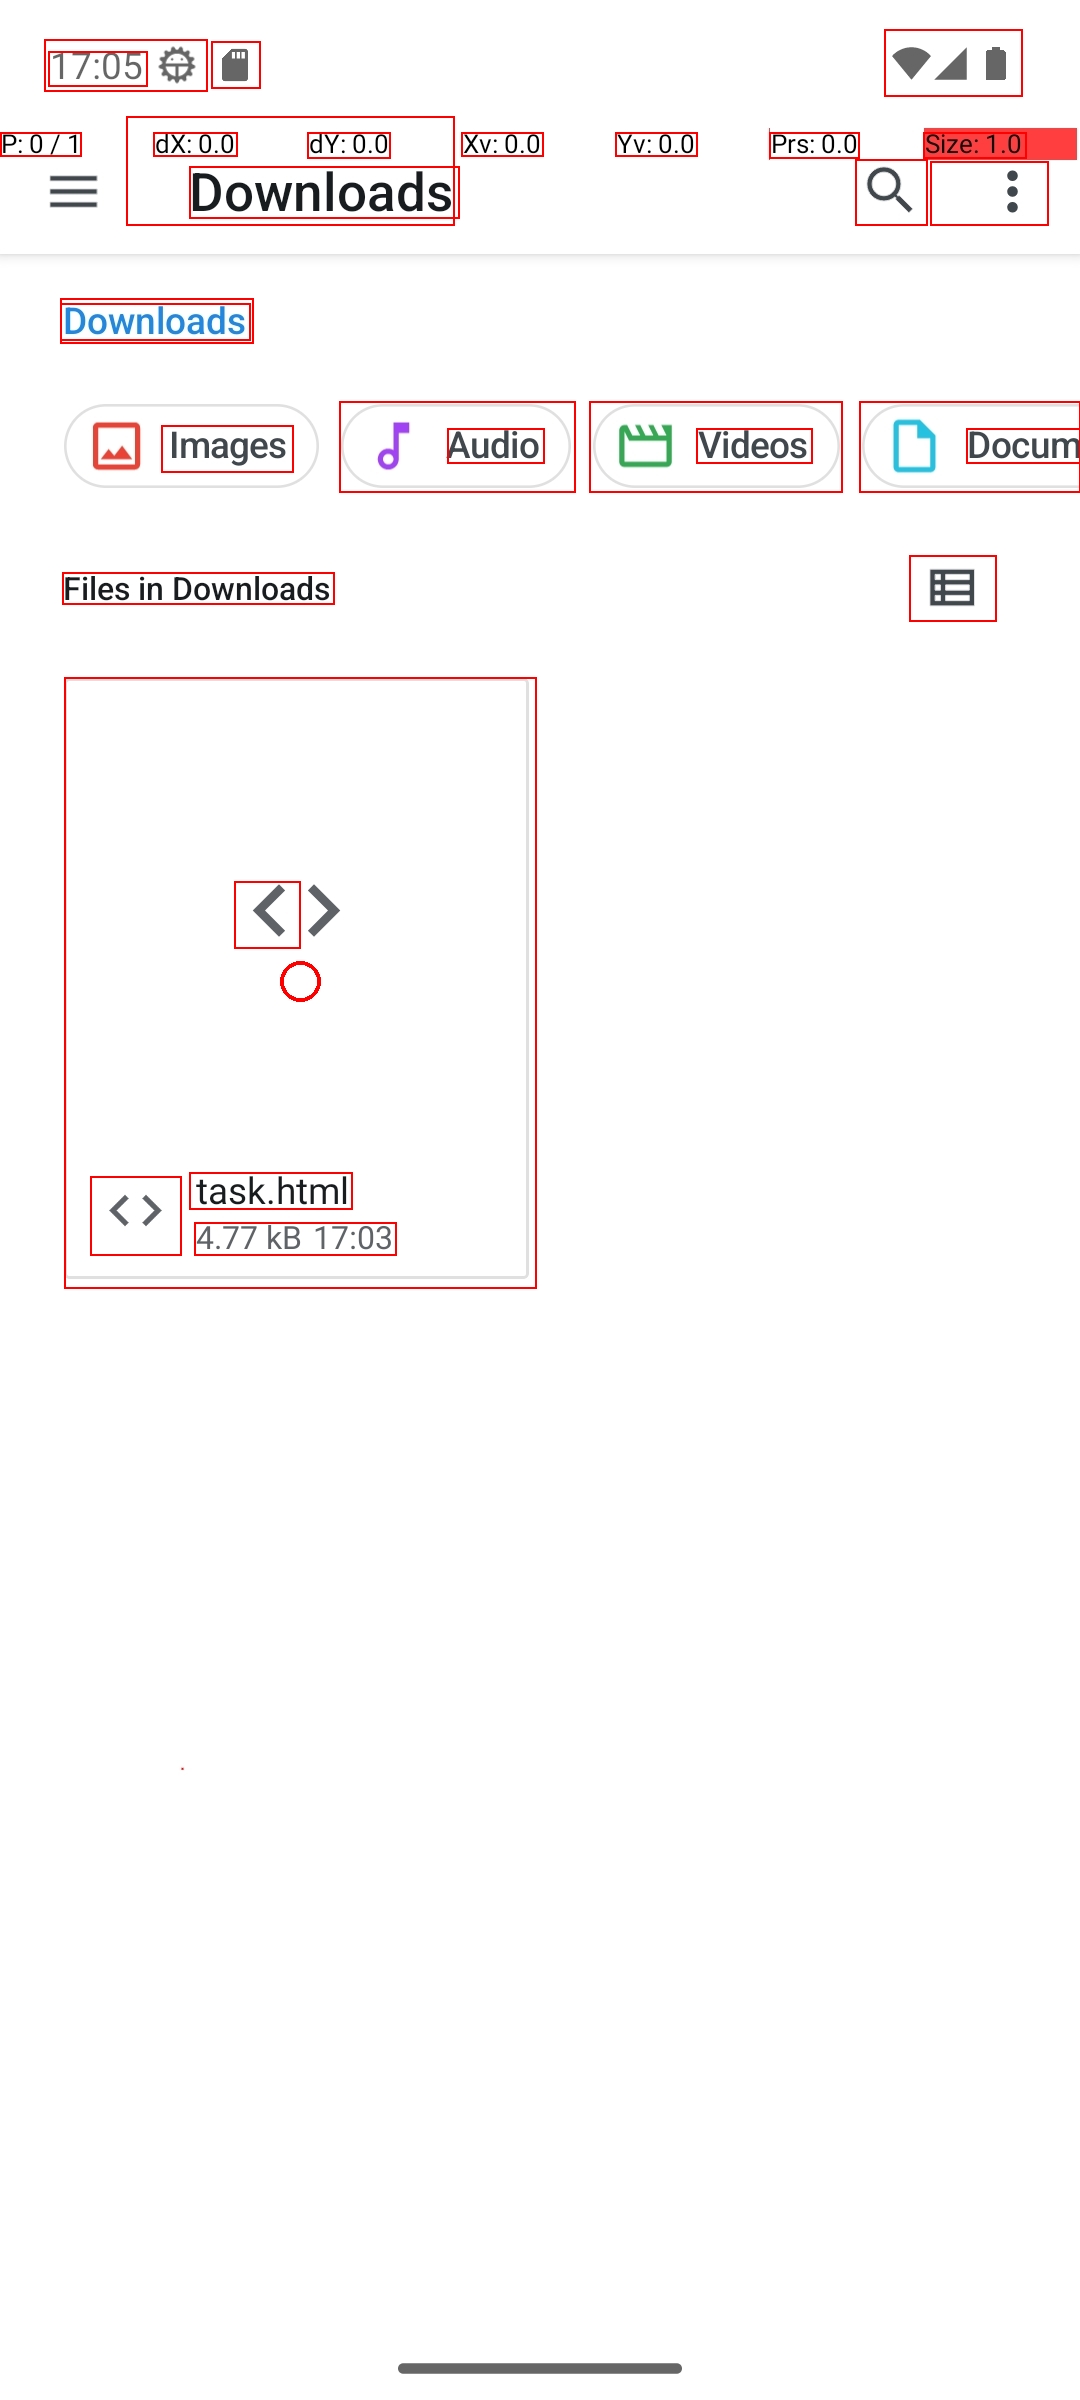 17:05
P: 0 / 1 dX: 0.0 dY: 0.0 Xv: 0.0 Yv: 0.0 Prs: 0.0 Size: 1.0
Downloads
Downloads
Images Audio Videos Docum
Files in Downloads
task.html
4.77 kB 17:03